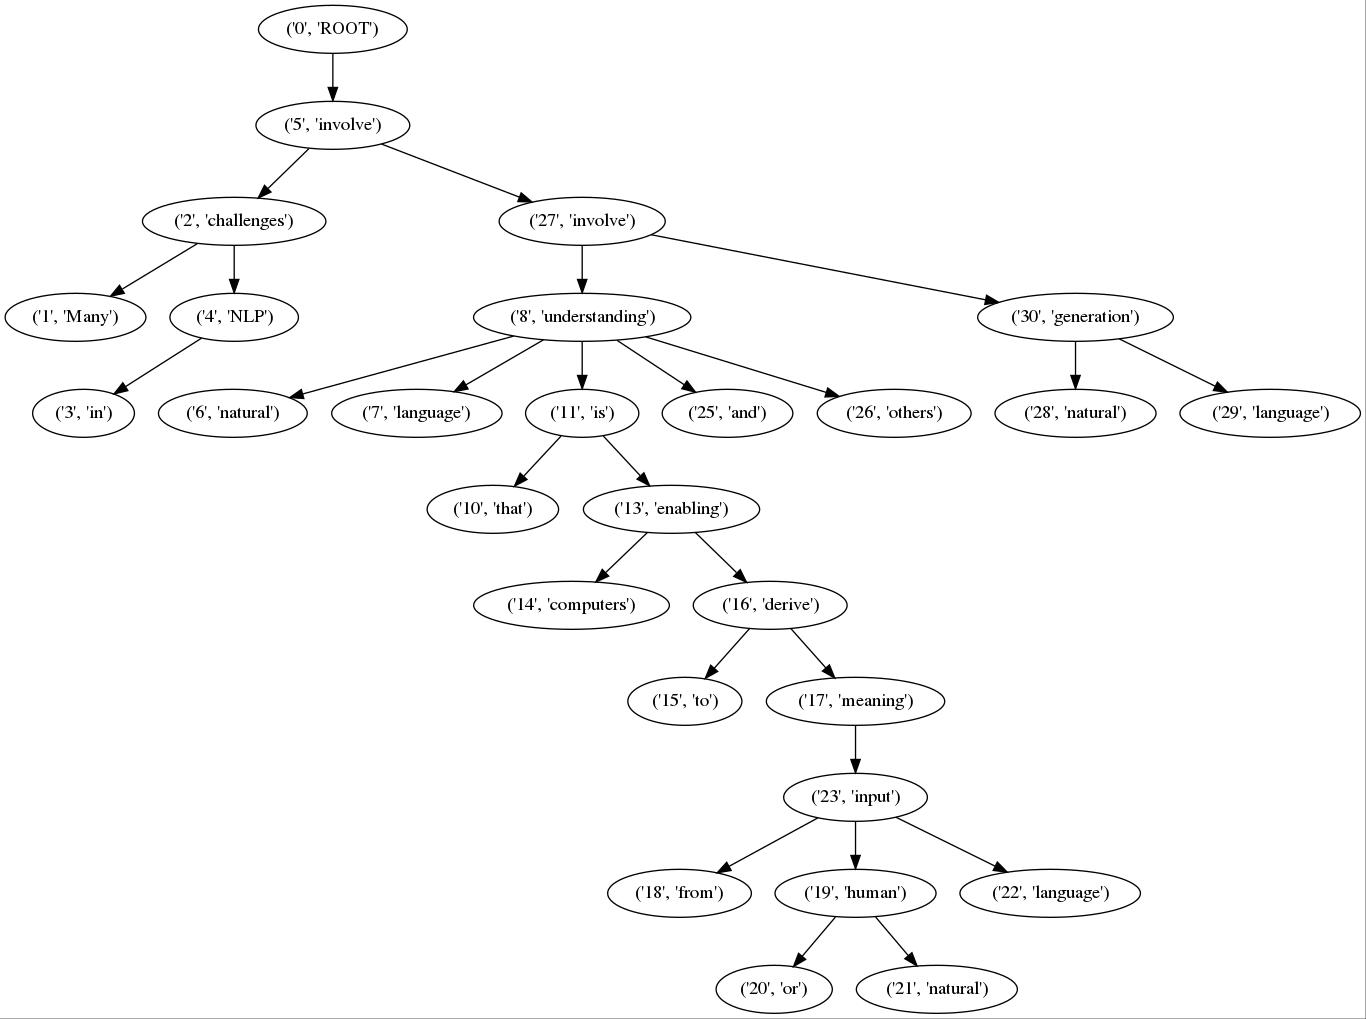 ('0', 'ROOT')
('5', 'involve')
('2', 'challenges')
('27', 'involve')
('1', 'Many')
('4', 'NLP')
('8', 'understanding')
('30', 'generation')
('3', 'in')
('6', 'natural')
('7', 'language')
('11', 'is')
('25', 'and')
('26', 'others')
('28', 'natural')
('29', 'language')
('10', 'that')
('13', 'enabling')
('14', 'computers')
('16', 'derive')
('15', 'to')
('17', 'meaning')
('23', 'input')
('18', 'from')
('19', 'human')
('22', 'language')
('20', 'or')
('21', 'natural')